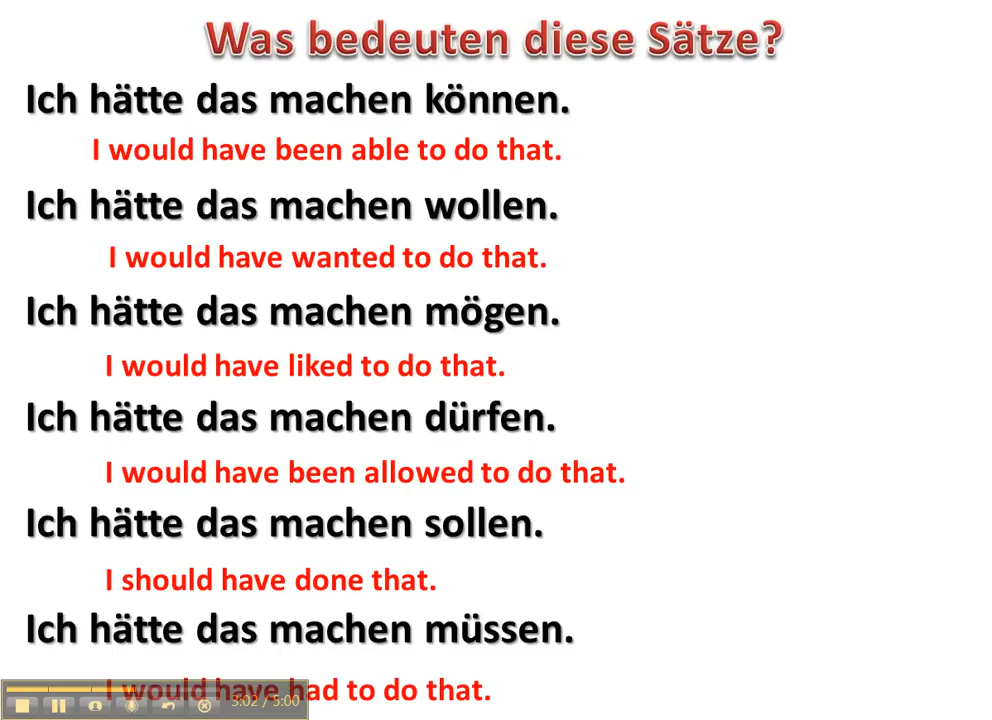 Was bedeuten diese Sätze?
Ich hätte das machen können.
I would have been able to do that.
Ich hätte das machen wollen.
I would have wanted to do that.
Ich hätte das machen mögen.
I would have liked to do that.
Ich hätte das machen dürfen.
I would have been allowed to do that.
Ich hätte das machen sollen.
I should have done that.
Ich hätte das machen müssen.
I would have had to do that.
3:02 / 5:00